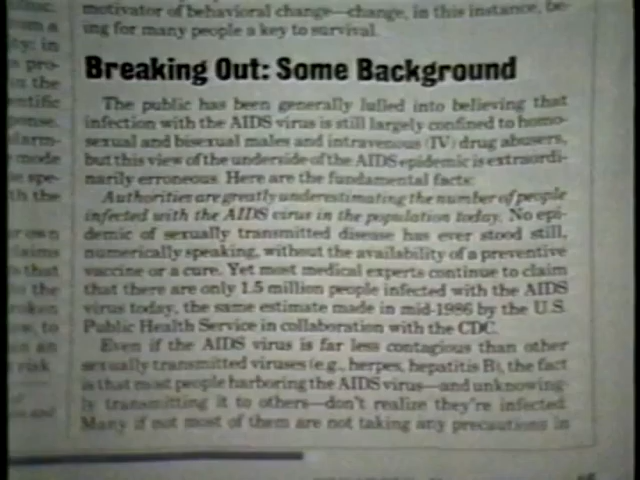 motivator of behavioral change—change, in this instance, be-
ing for many people a key to survival.
Breaking Out: Some Background
The public has been generally lulled into believing that
infection with the AIDS virus is still largely confined to homo-
sexual and bisexual males and intravenous (IV) drug abusers,
but this view of the underside of the AIDS epidemic is extraordi-
narily erroneous. Here are the fundamental facts:
Authorities are greatly underestimating the number of people
infected with the AIDS virus in the population today. No epi-
demic of sexually transmitted disease has ever stood still,
numerically speaking, without the availability of a preventive
vaccine or a cure. Yet most medical experts continue to claim
that there are only 1.5 million people infected with the AIDS
virus today, the same estimate made in mid-1986 by the U.S.
Public Health Service in collaboration with the CDC.
Even if the AIDS virus is far less contagious than other
sexually transmitted viruses (e.g., herpes, hepatitis B), the fact
is that most people harboring the AIDS virus—and unknowing-
ly transmitting it to others—don't realize they're infected.
Many if not most of them are not taking any precautions in